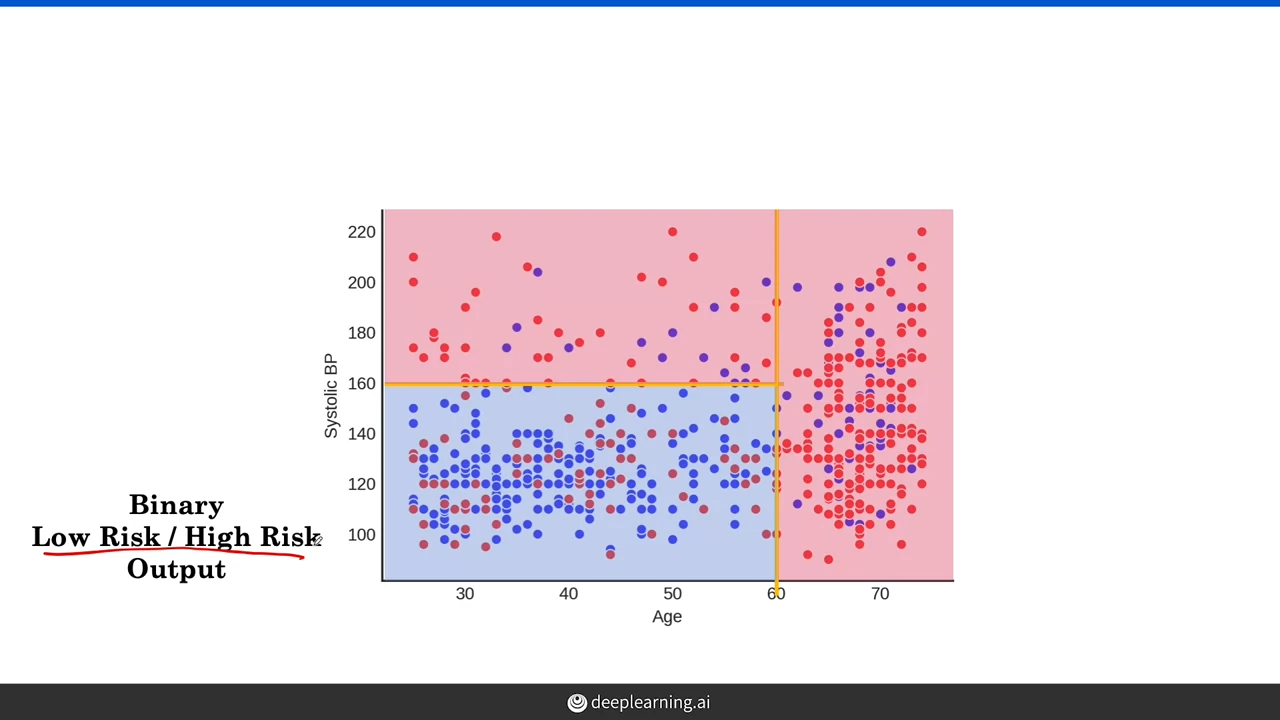 220
200
180
160
140
120
100
Systolic BP
30 40 50 60 70
Age
Binary
Low Risk / High Risk
Output
deeplearning.ai